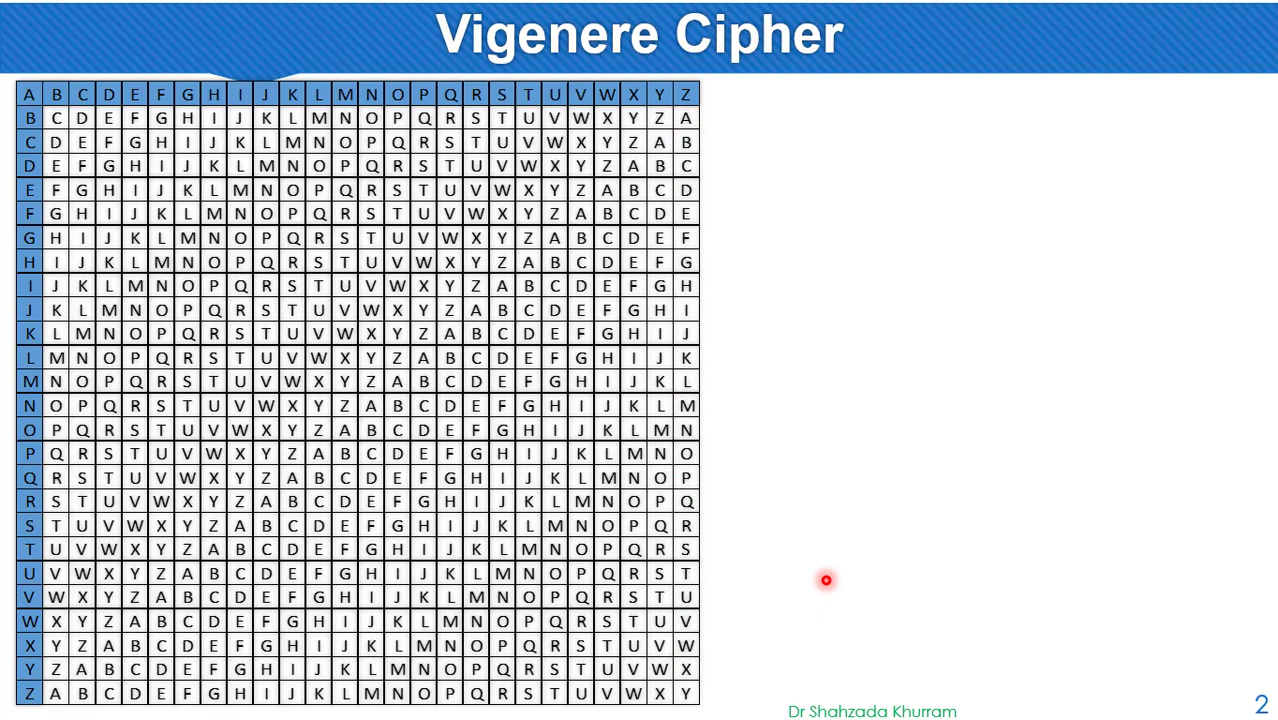 Vigenere Cipher
A B C D E F G H I J K L M N O P Q R S T U V W X Y Z
B C D E F G H I J K L M N O P Q R S T U V W X Y Z A
C D E F G H I J K L M N O P Q R S T U V W X Y Z A B
D E F G H I J K L M N O P Q R S T U V W X Y Z A B C
E F G H I J K L M N O P Q R S T U V W X Y Z A B C D
F G H I J K L M N O P Q R S T U V W X Y Z A B C D E
G H I J K L M N O P Q R S T U V W X Y Z A B C D E F
H I J K L M N O P Q R S T U V W X Y Z A B C D E F G
I J K L M N O P Q R S T U V W X Y Z A B C D E F G H
J K L M N O P Q R S T U V W X Y Z A B C D E F G H I
K L M N O P Q R S T U V W X Y Z A B C D E F G H I J
L M N O P Q R S T U V W X Y Z A B C D E F G H I J K
M N O P Q R S T U V W X Y Z A B C D E F G H I J K L
N O P Q R S T U V W X Y Z A B C D E F G H I J K L M
O P Q R S T U V W X Y Z A B C D E F G H I J K L M N
P Q R S T U V W X Y Z A B C D E F G H I J K L M N O
Q R S T U V W X Y Z A B C D E F G H I J K L M N O P
R S T U V W X Y Z A B C D E F G H I J K L M N O P Q
S T U V W X Y Z A B C D E F G H I J K L M N O P Q R
T U V W X Y Z A B C D E F G H I J K L M N O P Q R S
U V W X Y Z A B C D E F G H I J K L M N O P Q R S T
V W X Y Z A B C D E F G H I J K L M N O P Q R S T U
W X Y Z A B C D E F G H I J K L M N O P Q R S T U V
X Y Z A B C D E F G H I J K L M N O P Q R S T U V W
Y Z A B C D E F G H I J K L M N O P Q R S T U V W X
Z A B C D E F G H I J K L M N O P Q R S T U V W X Y
Dr Shahzada Khurram
2